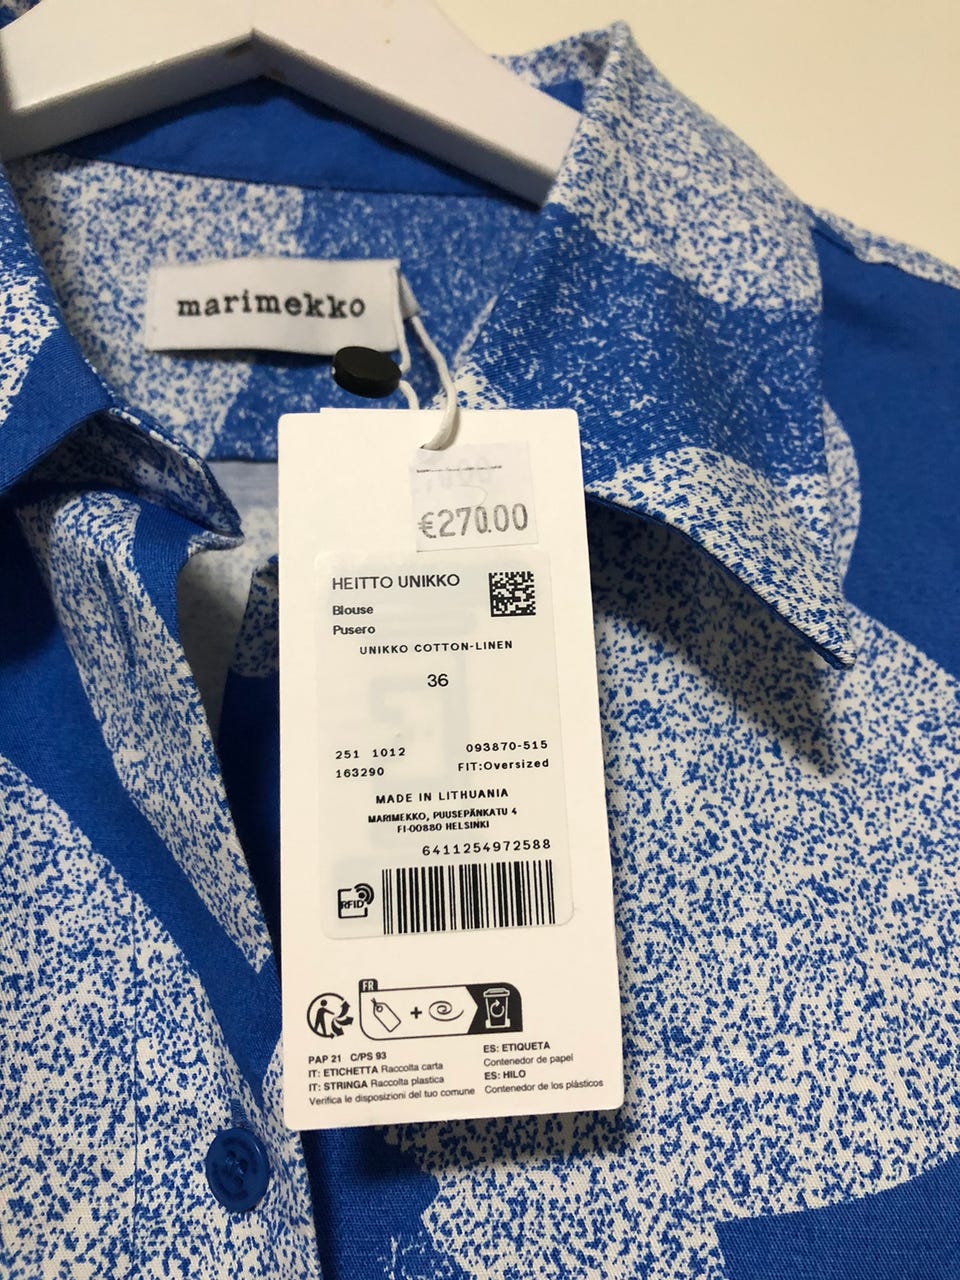 marimekko
€270.00
HEITTO UNIKKO
Blouse
Pusero
UNIKKO COTTON-LINEN
36
251 1012 093870-515
163290 FIT:Oversized
MADE IN LITHUANIA
MARIMEKKO, PUUSEPÄNKATU 4
FI-00880 HELSINKI
6411254972588
RFID
FR
PAP 21 C/PS 93
IT: ETICHETTA Raccolta carta
IT: STRINGA Raccolta plastica
Verifica le disposizioni del tuo comune
ES: ETIQUETA
Contenedor de papel
ES: HILO
Contenedor de los plásticos